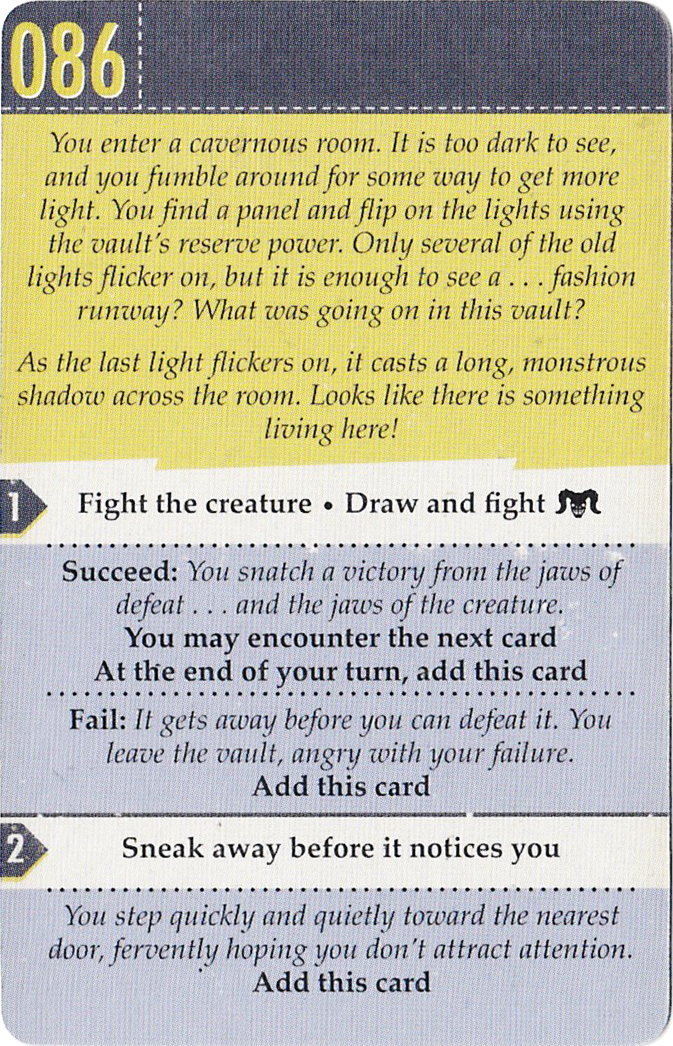 086
You enter a cavernous room. It is too dark to see,
and you fumble around for some way to get more
light. You find a panel and flip on the lights using
the vault's reserve power. Only several of the old
lights flicker on, but it is enough to see a . . . fashion
runway? What was going on in this vault?
As the last light flickers on, it casts a long, monstrous
shadow across the room. Looks like there is something
living here!
1
Fight the creature • Draw and fight
Succeed: You snatch a victory from the jaws of
defeat . . . and the jaws of the creature.
You may encounter the next card
At the end of your turn, add this card
Fail: It gets away before you can defeat it. You
leave the vault, angry with your failure.
Add this card
2
Sneak away before it notices you
You step quickly and quietly toward the nearest
door, fervently hoping you don't attract attention.
Add this card